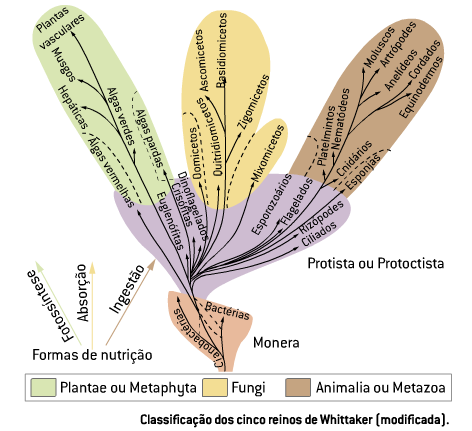 Plantas
vasculares
Musgos
Hepáticas
Algas verdes
Algas vermelhas
Algas pardas
Euglenófitas
Crisófitas
Dinoflagelados
Oomicetos
Ascomicetos
Quitridiomicetos
Basidiomicetos
Zigomicetos
Mixomicetos
Esporozoários
Flagelados
Rizópodes
Ciliados
Platelmintos
Nematódeos
Moluscos
Artrópodes
Anelídeos
Cordados
Equinodermos
Cnidários
Esponjas
Protista ou Protoctista
Bactérias
Cianobactérias
Monera
Fotossíntese
Absorção
Ingestão
Formas de nutrição
Plantae ou Metaphyta
Fungi
Animalia ou Metazoa
Classificação dos cinco reinos de Whittaker (modificada).